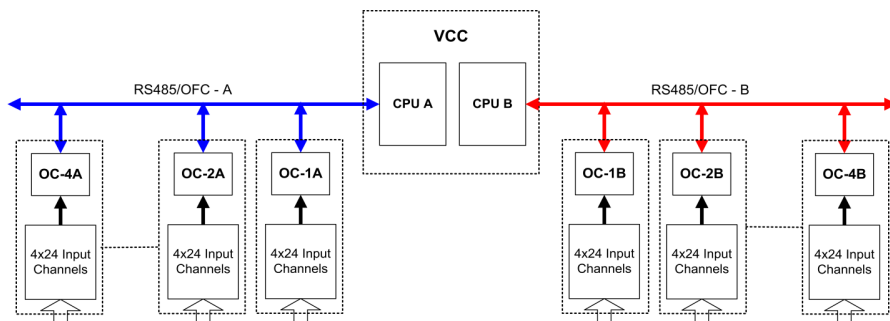 VCC
RS485/OFC - A
CPU A
CPU B
RS485/OFC - B
OC-4A
OC-2A
OC-1A
OC-1B
OC-2B
OC-4B
4x24 Input
Channels
4x24 Input
Channels
4x24 Input
Channels
4x24 Input
Channels
4x24 Input
Channels
4x24 Input
Channels